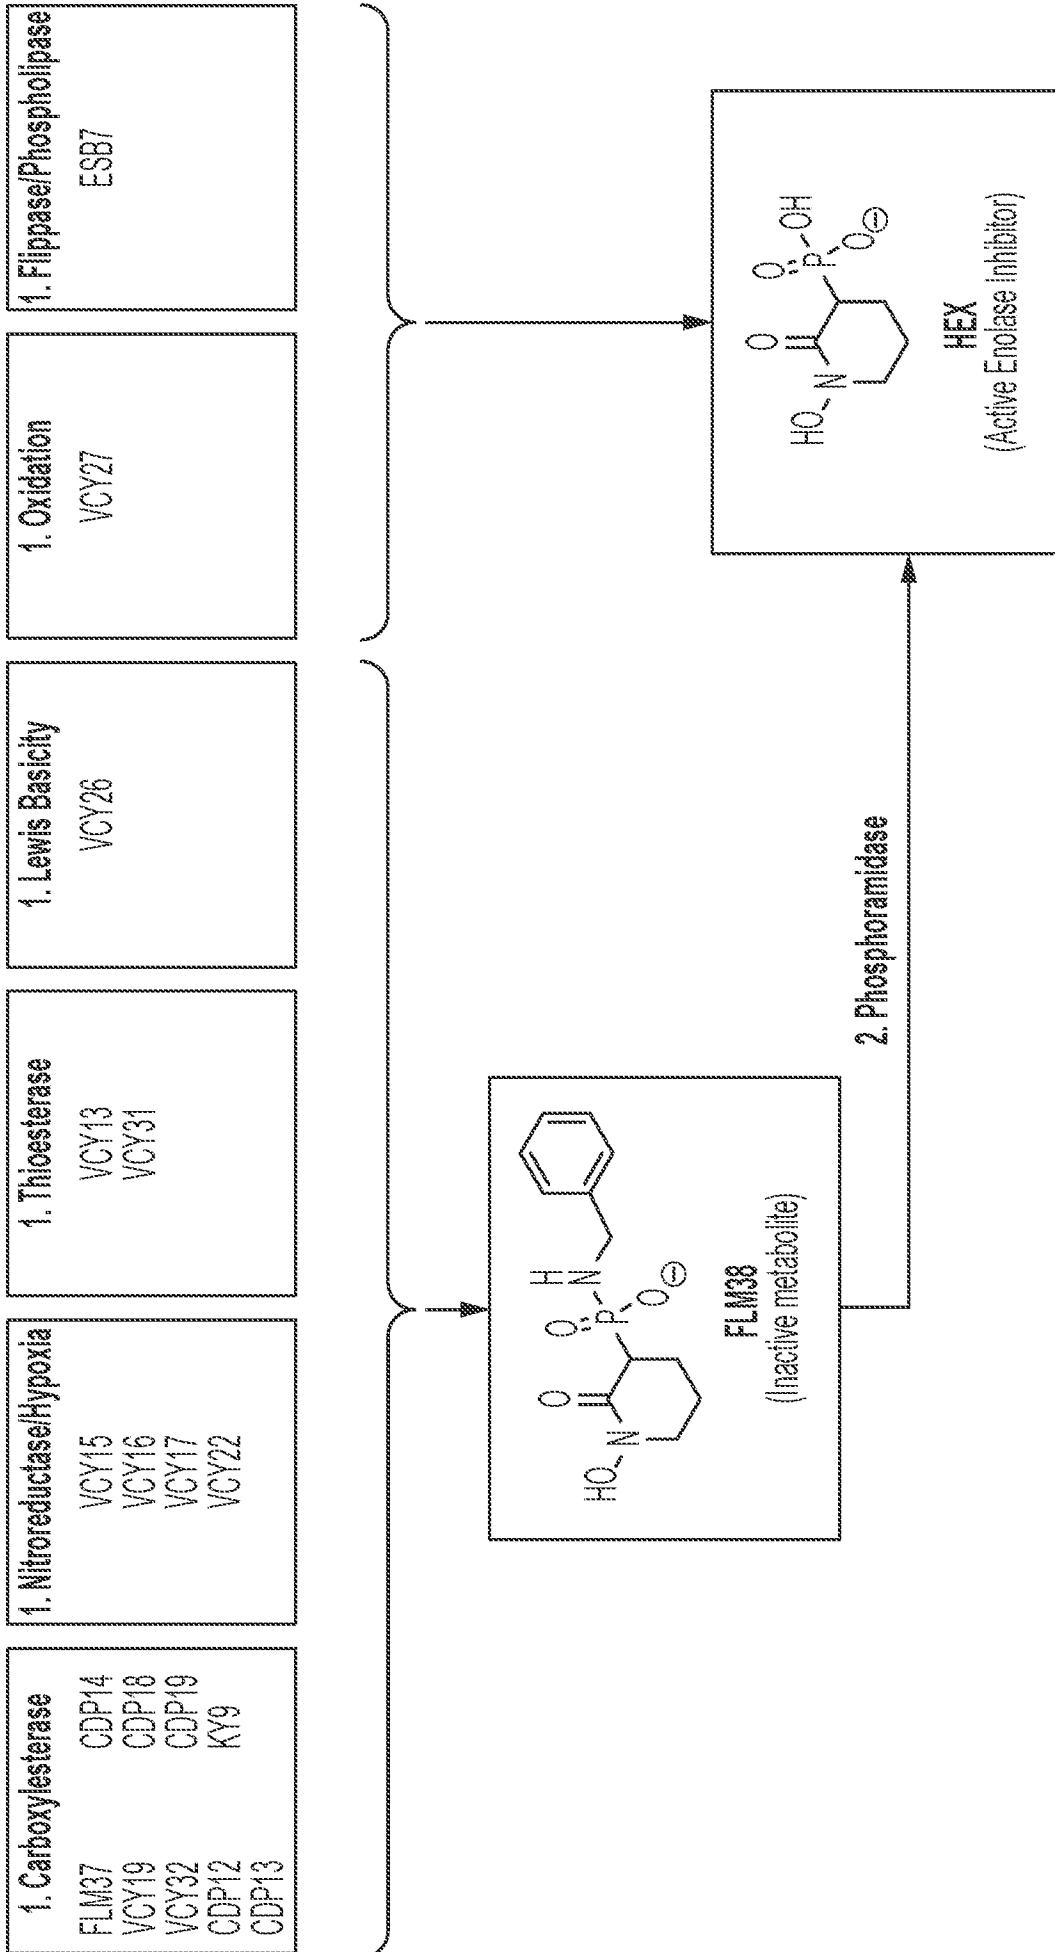 1. Carboxylesterase
FLM37 CDP14
VCY19 CDP18
VCY32 CDP19
CDP12 KY9
CDP13
1. Nitroreductase/Hypoxia
VCY15
VCY16
VCY17
VCY22
1. Thioesterase
VCY13
VCY31
1. Lewis Basicity
VCY26
1. Oxidation
VCY27
1. Flippase/Phospholipase
ESB7
O
O
H
HO
N
P
N
O
⊖
FLM38
(Inactive metabolite)
2. Phosphoramidase
O
O
HO
N
P
OH
O
⊖
HEX
(Active Enolase Inhibitor)